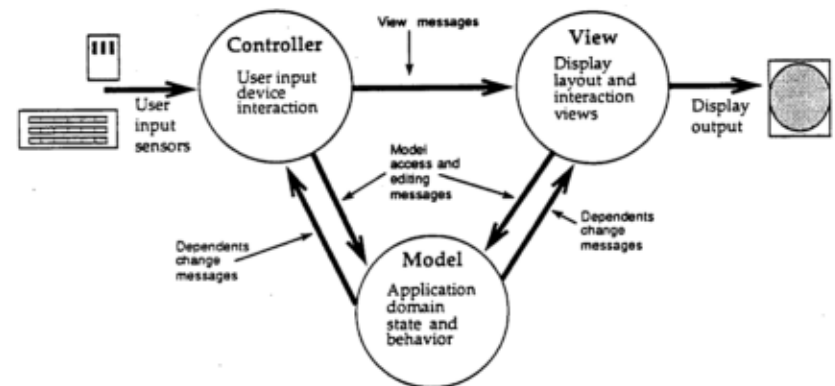 View messages
Controller
User input
device
interaction
View
Display
layout and
interaction
views
User
input
sensors
Display
output
Model
access and
editing
messages
Dependents
change
messages
Dependents
change
messages
Model
Application
domain
state and
behavior